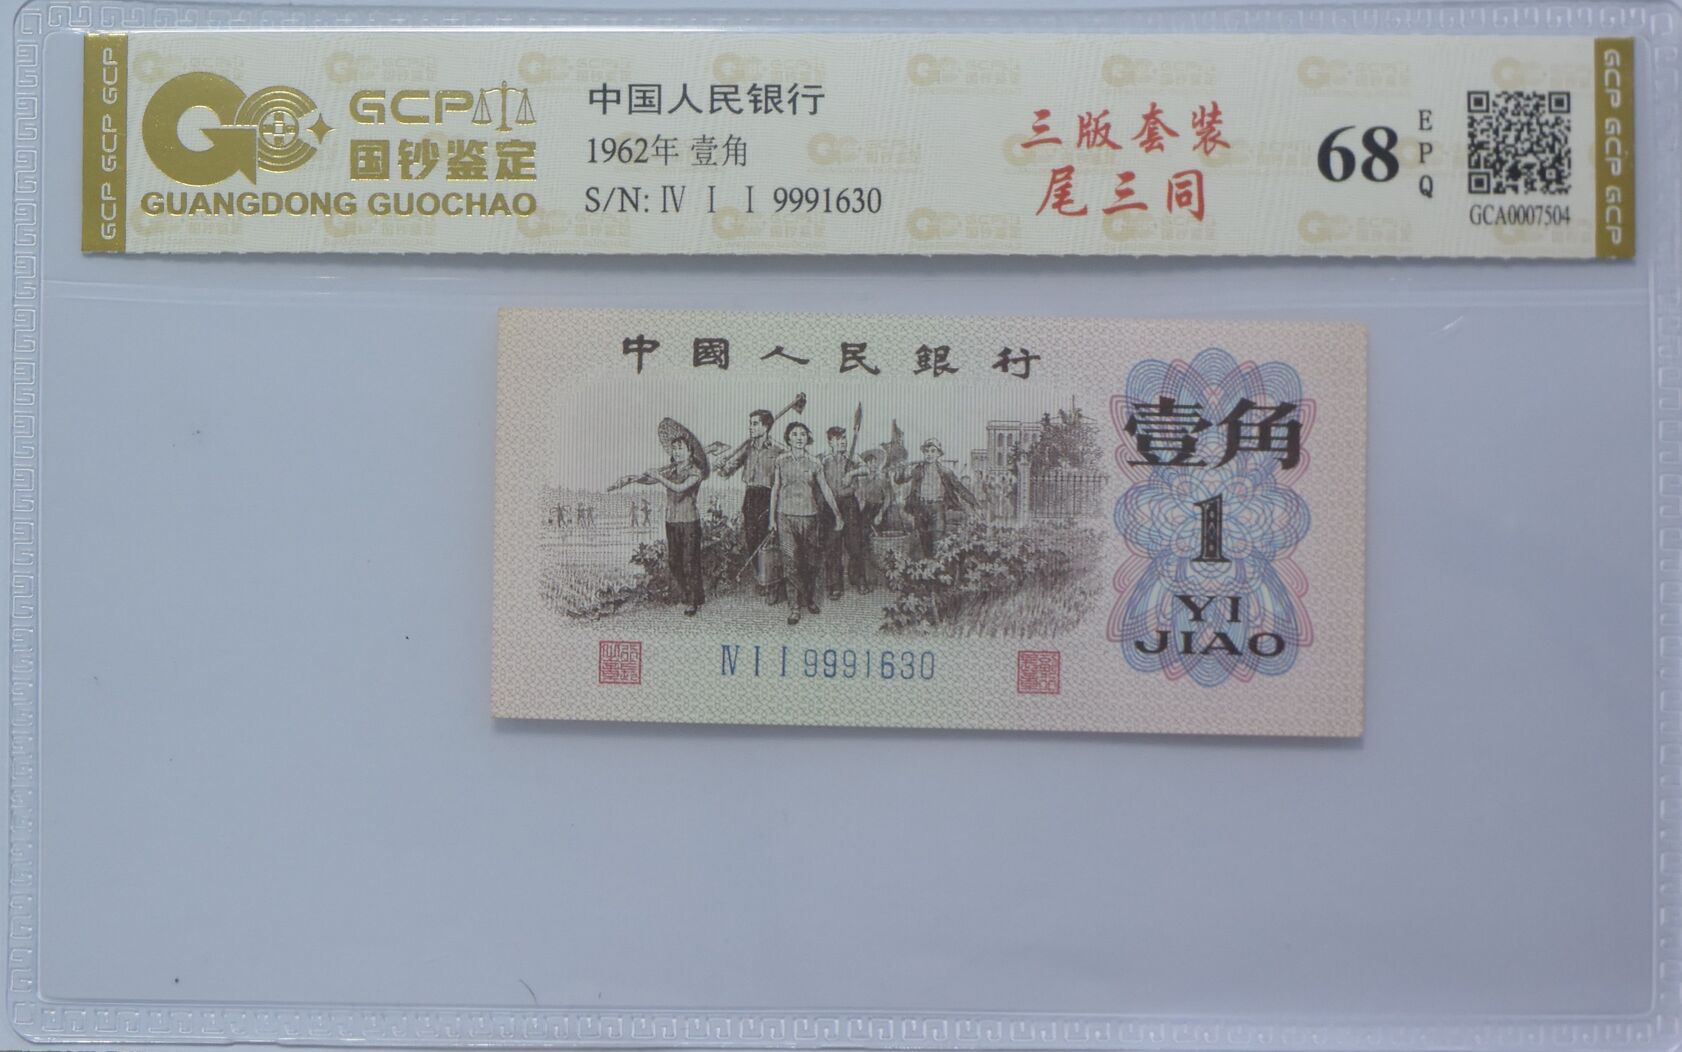 GCP GCP GCP
GCP
国钞鉴定
GUANGDONG GUOCHAO
中国人民银行
1962年 壹角
S/N: Ⅳ Ⅰ Ⅰ 9991630
三版套装
尾三同
68
EPQ
GCA0007504
GCP GCP GCP
中國人民銀行
壹角
1
YI
JIAO
Ⅳ Ⅰ Ⅰ 9991630